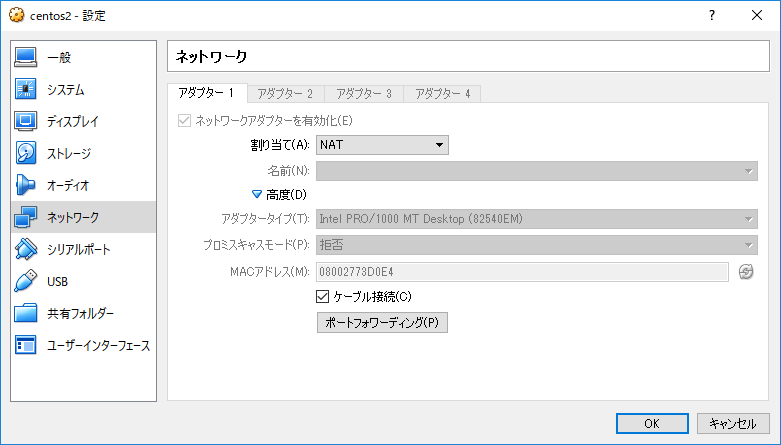 centos2 - 設定
一般
システム
ディスプレイ
ストレージ
オーディオ
ネットワーク
シリアルポート
USB
共有フォルダー
ユーザーインターフェース
ネットワーク
アダプター 1 アダプター 2 アダプター 3 アダプター 4
ネットワークアダプターを有効化(E)
割り当て(A): NAT
名前(N):
高度(D)
アダプタータイプ(T): Intel PRO/1000 MT Desktop (82540EM)
プロミスキャスモード(P): 拒否
MACアドレス(M): 08002773D0E4
ケーブル接続(C)
ポートフォワーディング(P)
OK キャンセル